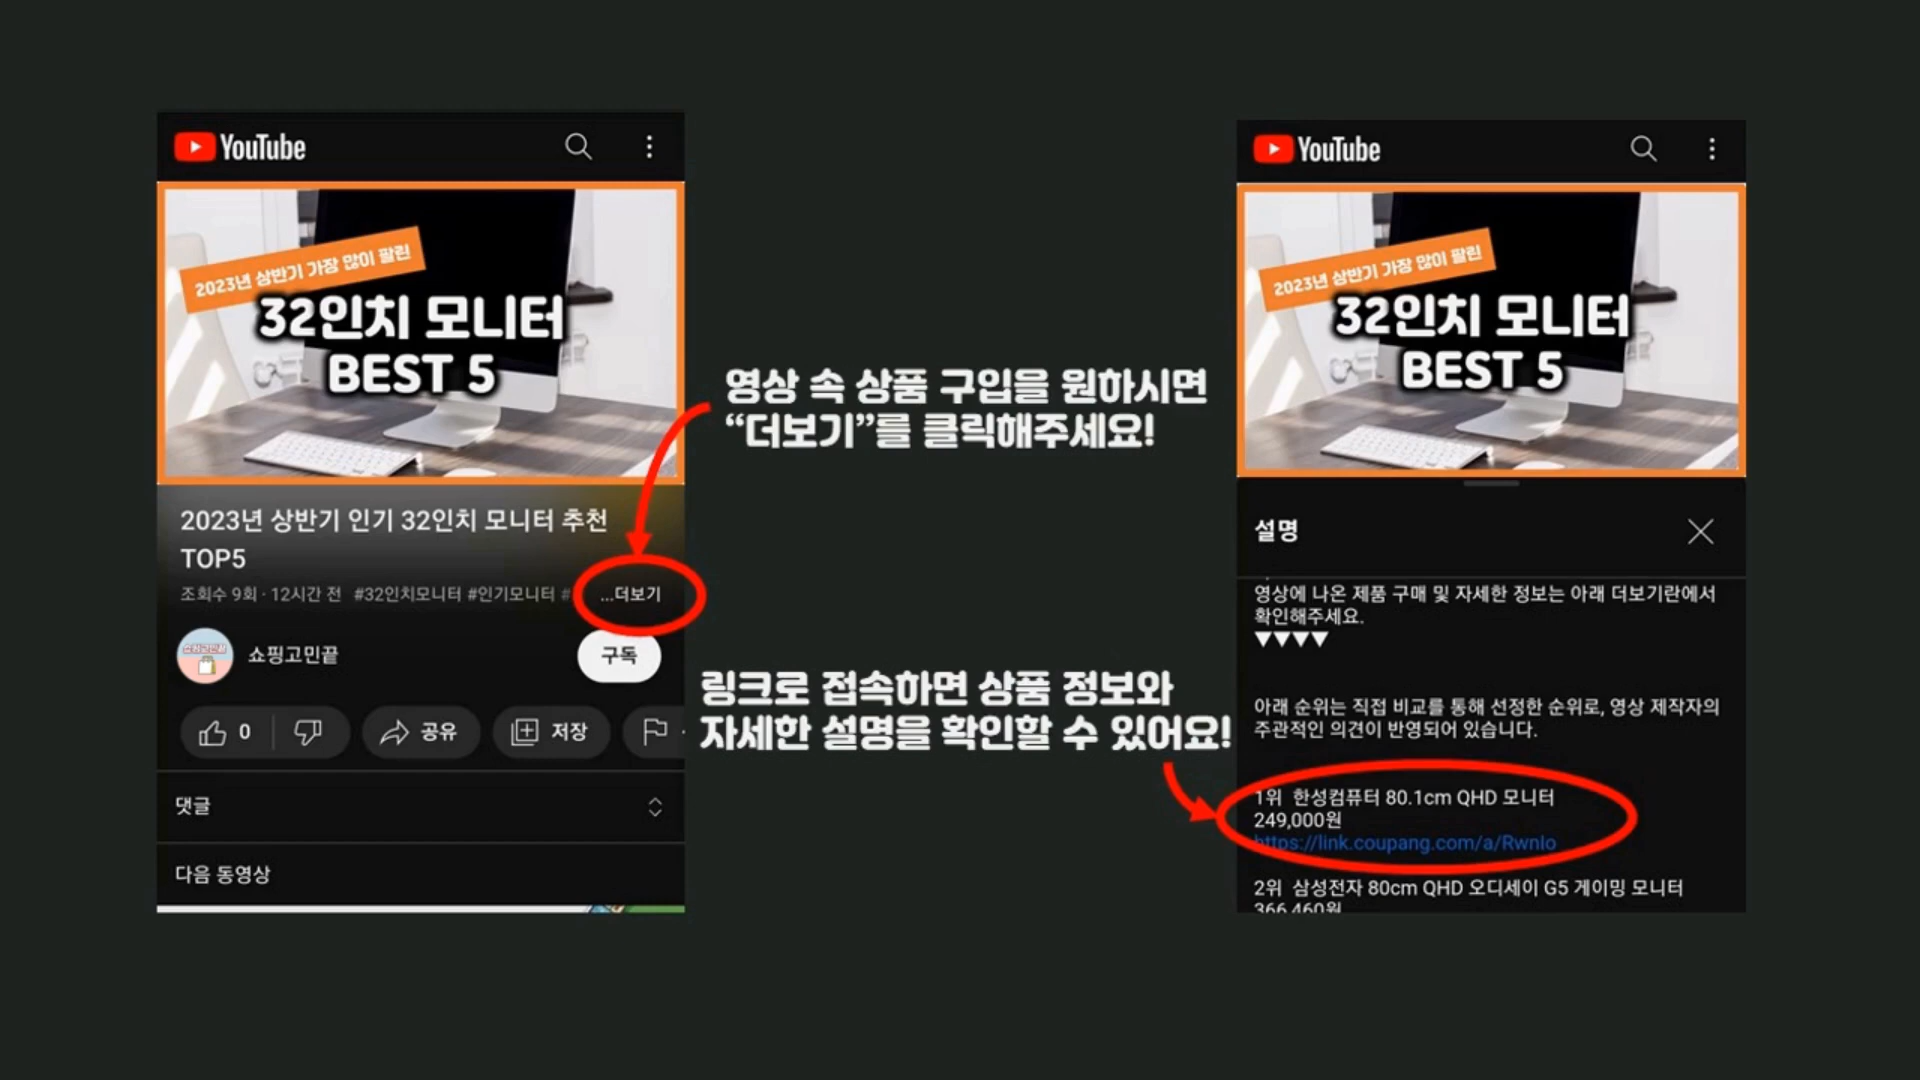 YouTube
2023년 상반기 가장 많이 팔린
32인치 모니터
BEST 5
2023년 상반기 인기 32인치 모니터 추천
TOP5
조회수 9회 · 12시간 전 #32인치모니터 #인기모니터 # ...더보기
쇼핑고민끝
쇼핑고민끝
구독
0
공유
저장
댓글
다음 동영상
영상 속 상품 구입을 원하시면
“더보기”를 클릭해주세요!
링크로 접속하면 상품 정보와
자세한 설명을 확인할 수 있어요!
YouTube
2023년 상반기 가장 많이 팔린
32인치 모니터
BEST 5
설명
영상에 나온 제품 구매 및 자세한 정보는 아래 더보기란에서
확인해주세요.
▼▼▼▼
아래 순위는 직접 비교를 통해 선정한 순위로, 영상 제작자의
주관적인 의견이 반영되어 있습니다.
1위 한성컴퓨터 80.1cm QHD 모니터
249,000원
https://link.coupang.com/a/RwnIo
2위 삼성전자 80cm QHD 오디세이 G5 게이밍 모니터
366,460원